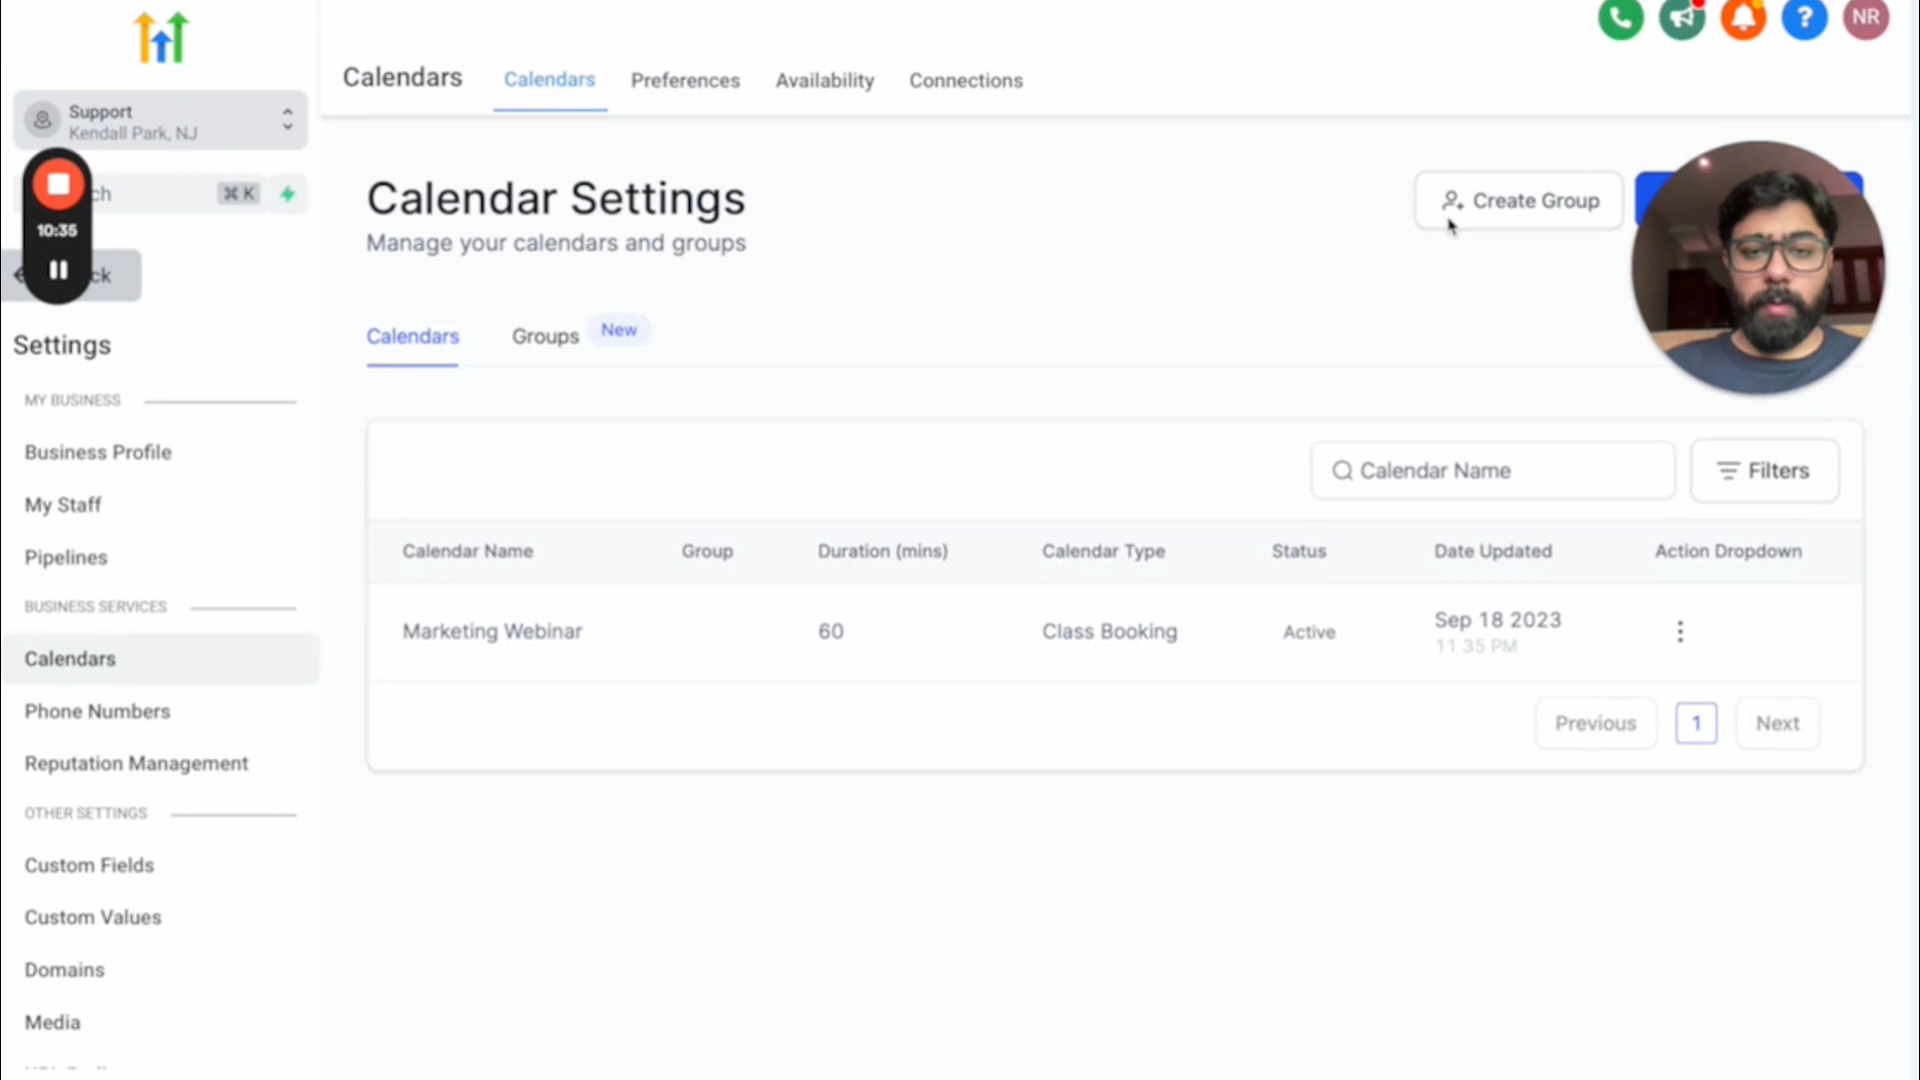 Support
Kendall Park, NJ
ch
⌘ K
10:35
ck
Settings
MY BUSINESS
Business Profile
My Staff
Pipelines
BUSINESS SERVICES
Calendars
Phone Numbers
Reputation Management
OTHER SETTINGS
Custom Fields
Custom Values
Domains
Media
Calendars
Calendars
Preferences
Availability
Connections
?
NR
Calendar Settings
Manage your calendars and groups
Create Group
Calendars
Groups
New
Calendar Name
Filters
Calendar Name Group Duration (mins) Calendar Type Status Date Updated Action Dropdown
Marketing Webinar 60 Class Booking Active Sep 18 2023
11 35 PM
Previous 1 Next